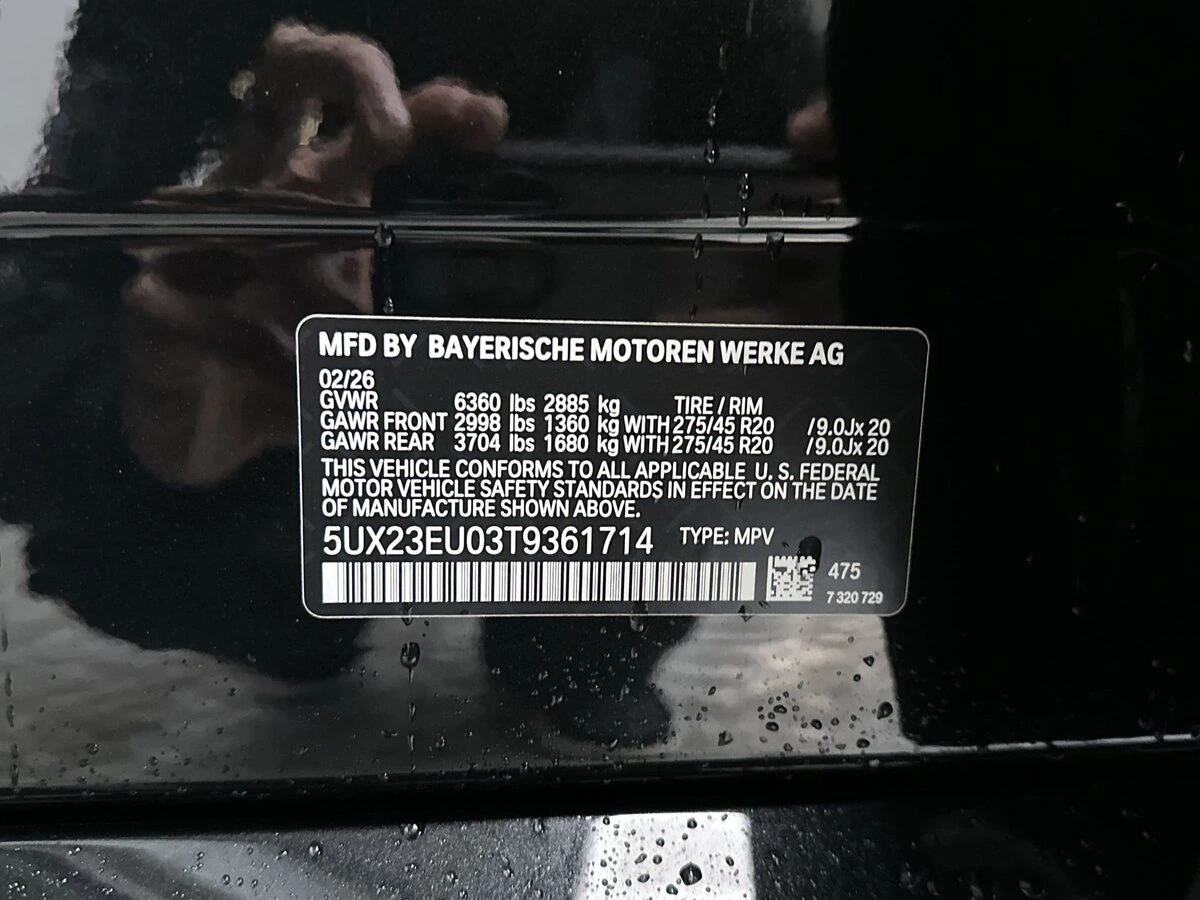 MFD BY BAYERISCHE MOTOREN WERKE AG
02/26
GVWR 6360 lbs 2885 kg TIRE / RIM
GAWR FRONT 2998 lbs 1360 kg WITH 275/45 R20 /9.0Jx 20
GAWR REAR 3704 lbs 1680 kg WITH 275/45 R20 /9.0Jx 20
THIS VEHICLE CONFORMS TO ALL APPLICABLE U. S. FEDERAL
MOTOR VEHICLE SAFETY STANDARDS IN EFFECT ON THE DATE
OF MANUFACTURE SHOWN ABOVE.
5UX23EU03T9361714 TYPE: MPV
475
7 320 729